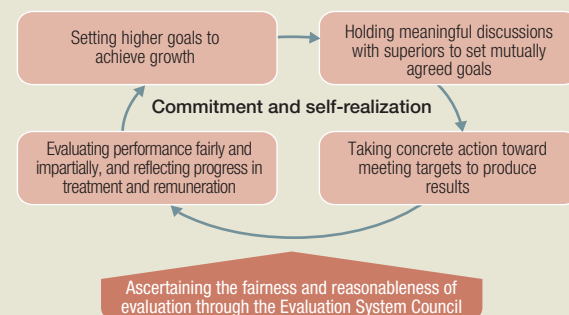 Setting higher goals to
achieve growth
Holding meaningful discussions
with superiors to set mutually
agreed goals
Commitment and self-realization
Evaluating performance fairly and
impartially, and reflecting progress in
treatment and remuneration
Taking concrete action toward
meeting targets to produce
results
Ascertaining the fairness and reasonableness of
evaluation through the Evaluation System Council